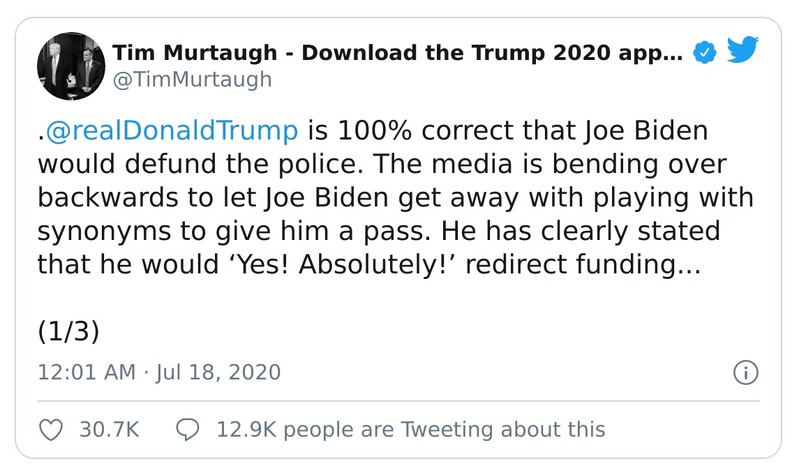 Tim Murtaugh - Download the Trump 2020 app…
@TimMurtaugh
.@realDonaldTrump is 100% correct that Joe Biden
would defund the police. The media is bending over
backwards to let Joe Biden get away with playing with
synonyms to give him a pass. He has clearly stated
that he would ‘Yes! Absolutely!’ redirect funding…
(1/3)
12:01 AM · Jul 18, 2020
30.7K
12.9K people are Tweeting about this